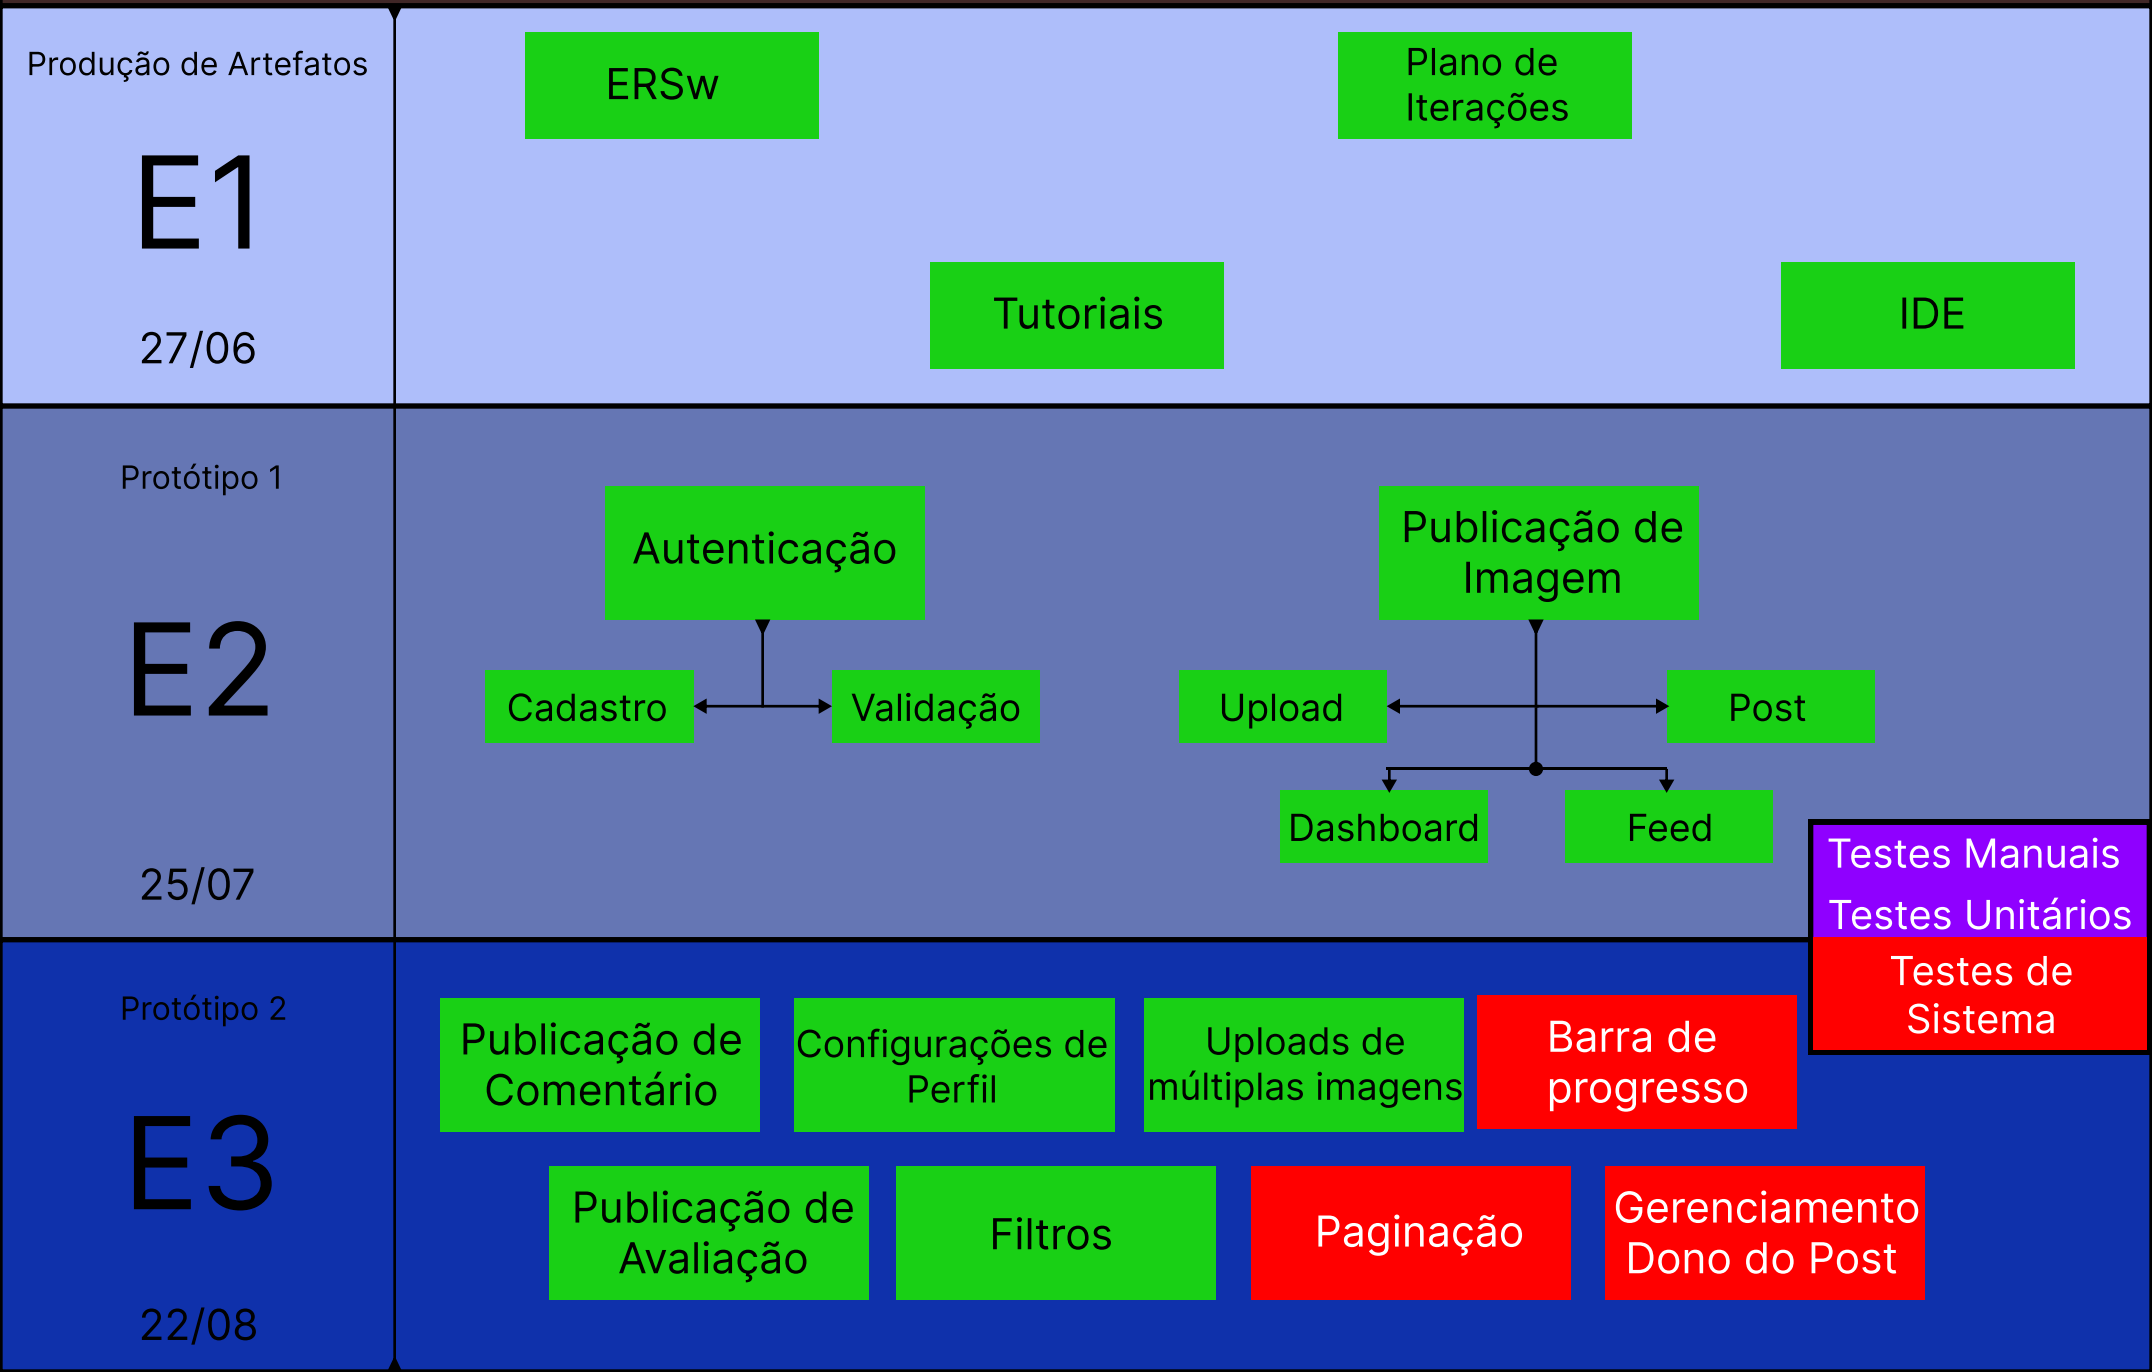 Produção de Artefatos
E1
27/06
ERSw
Plano de
Iterações
Tutoriais
IDE
Protótipo 1
E2
25/07
Autenticação
Cadastro
Validação
Publicação de
Imagem
Upload
Post
Dashboard
Feed
Testes Manuais
Testes Unitários
Testes de
Sistema
Protótipo 2
E3
22/08
Publicação de
Comentário
Configurações de
Perfil
Uploads de
múltiplas imagens
Barra de
progresso
Publicação de
Avaliação
Filtros
Paginação
Gerenciamento
Dono do Post